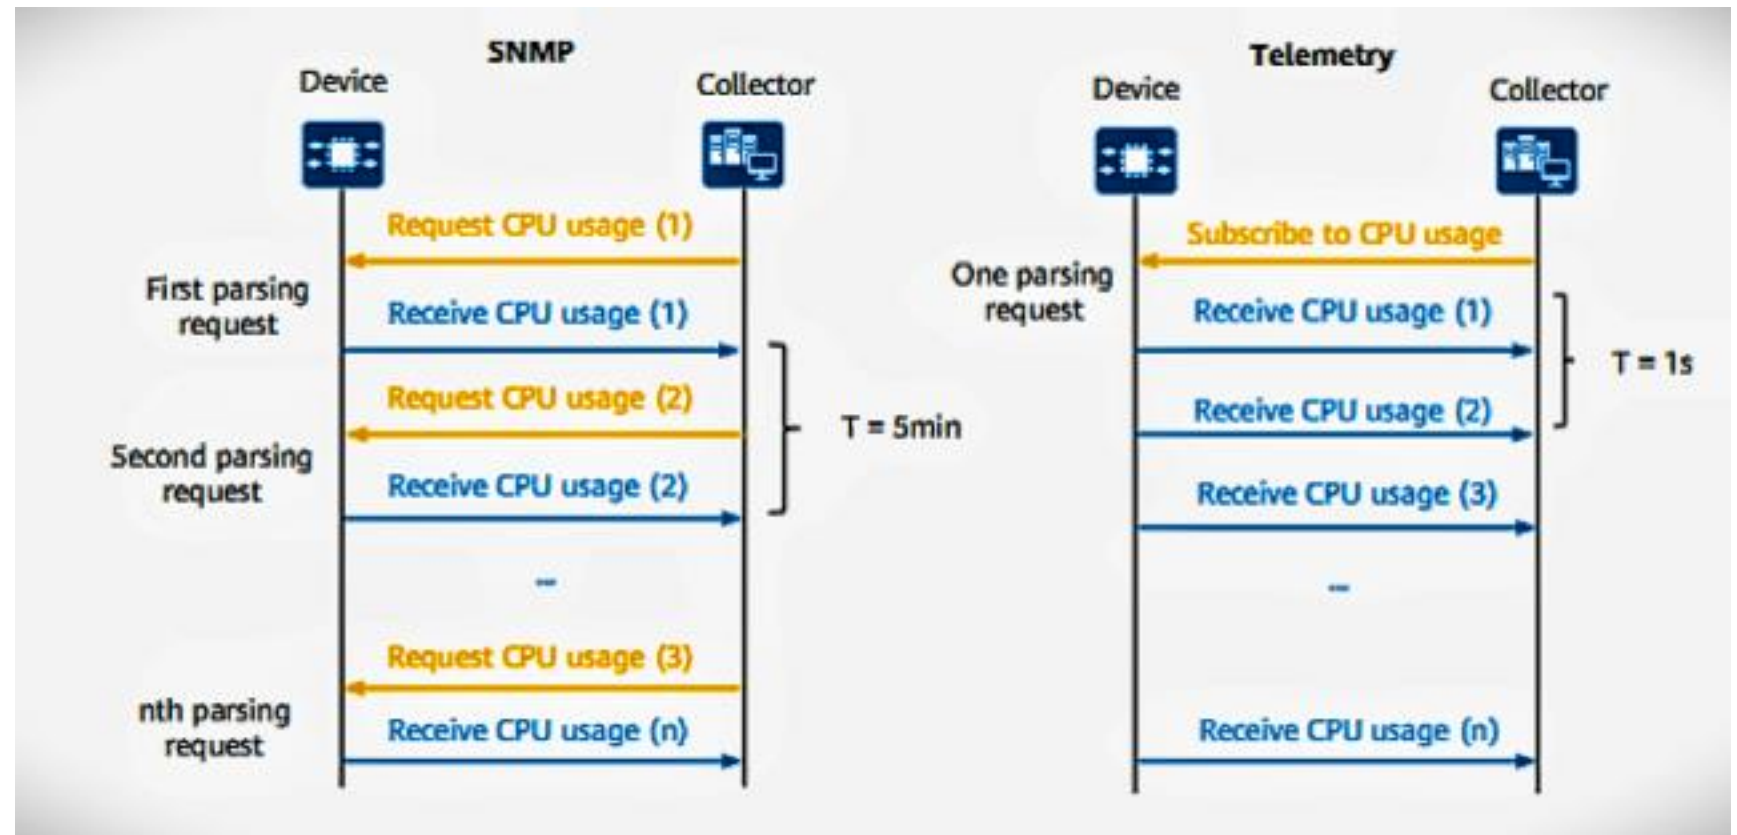 SNMP
Device
Collector
Request CPU usage (1)
First parsing
request
Receive CPU usage (1)
Request CPU usage (2)
T = 5min
Second parsing
request
Receive CPU usage (2)
...
Request CPU usage (3)
nth parsing
request
Receive CPU usage (n)
Telemetry
Device
Collector
Subscribe to CPU usage
One parsing
request
Receive CPU usage (1)
T = 1s
Receive CPU usage (2)
Receive CPU usage (3)
...
Receive CPU usage (n)